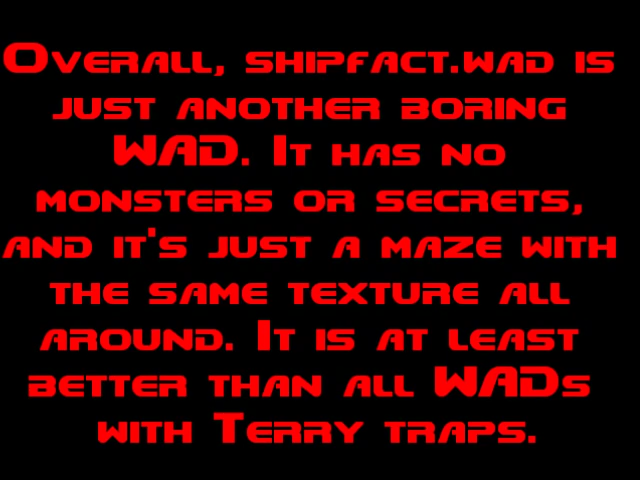 Overall, shipfact.wad is
just another boring
WAD. It has no
monsters or secrets,
and it's just a maze with
the same texture all
around. It is at least
better than all WADs
with Terry traps.